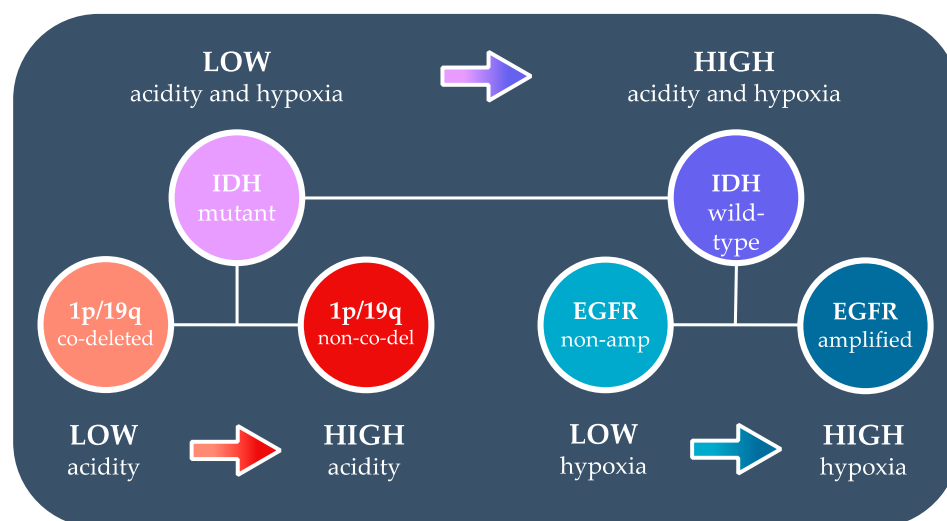 LOW
acidity and hypoxia
HIGH
acidity and hypoxia
IDH
mutant
IDH
wild-
type
1p/19q
co-deleted
1p/19q
non-co-del
EGFR
non-amp
EGFR
amplified
LOW
acidity
HIGH
acidity
LOW
hypoxia
HIGH
hypoxia